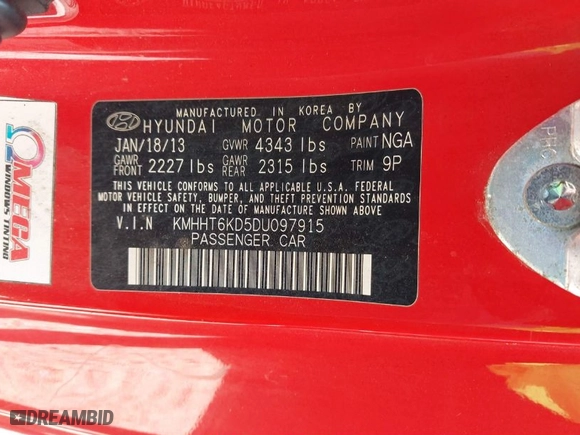 MANUFACTURED IN KOREA BY
HYUNDAI MOTOR COMPANY
JAN/18/13 GVWR 4343 lbs PAINT NGA
GAWR FRONT 2227 lbs GAWR REAR 2315 lbs TRIM 9P
THIS VEHICLE CONFORMS TO ALL APPLICABLE U.S.A. FEDERAL
MOTOR VEHICLE SAFETY, BUMPER, AND THEFT PREVENTION STANDARDS
IN EFFECT ON THE DATE OF MANUFACTURE SHOWN ABOVE.
V.I.N KMHHT6KD5DU097915
PASSENGER CAR
OMEGA
WINDOWS TINTING
DREAMBID